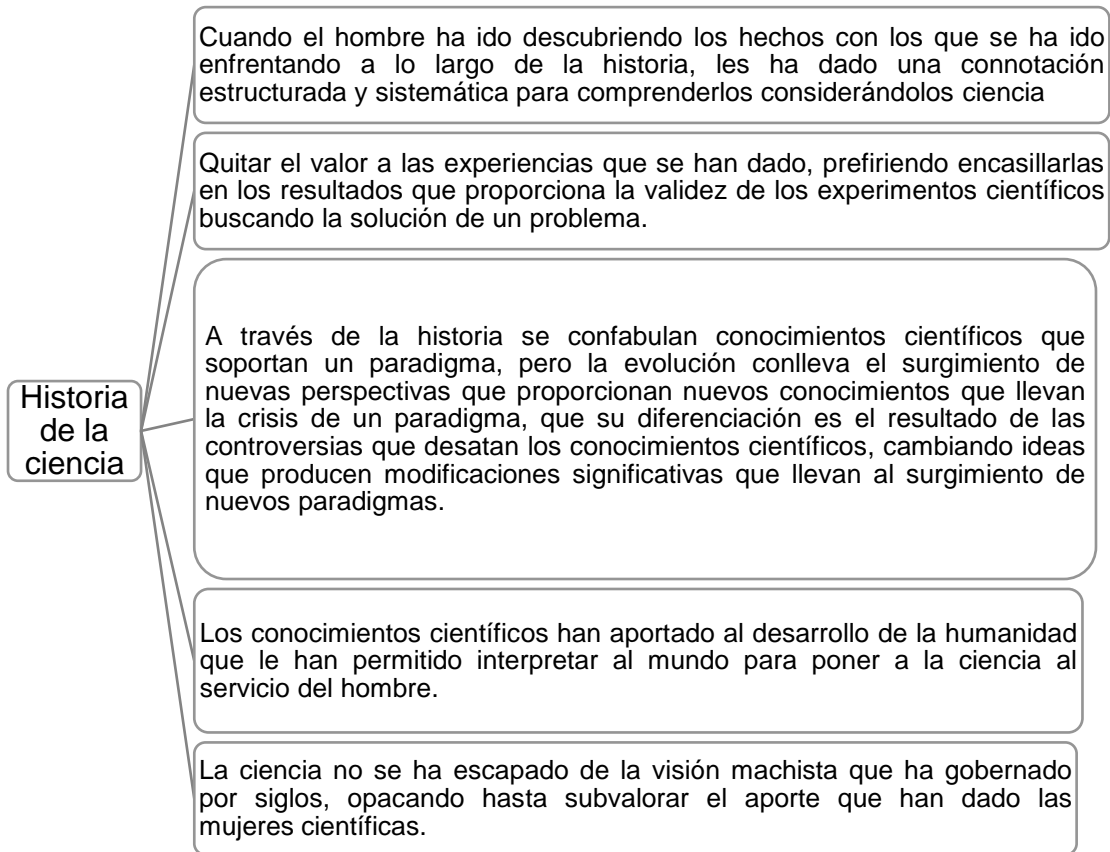 Cuando el hombre ha ido descubriendo los hechos con los que se ha ido
enfrentando a lo largo de la historia, les ha dado una connotación
estructurada y sistemática para comprenderlos considerándolos ciencia
Quitar el valor a las experiencias que se han dado, prefiriendo encasillarlas
en los resultados que proporciona la validez de los experimentos científicos
buscando la solución de un problema.
A través de la historia se confabulan conocimientos científicos que
soportan un paradigma, pero la evolución conlleva el surgimiento de
nuevas perspectivas que proporcionan nuevos conocimientos que llevan
la crisis de un paradigma, que su diferenciación es el resultado de las
controversias que desatan los conocimientos científicos, cambiando ideas
que producen modificaciones significativas que llevan al surgimiento de
nuevos paradigmas.
Historia
de la
ciencia
Los conocimientos científicos han aportado al desarrollo de la humanidad
que le han permitido interpretar al mundo para poner a la ciencia al
servicio del hombre.
La ciencia no se ha escapado de la visión machista que ha gobernado
por siglos, opacando hasta subvalorar el aporte que han dado las
mujeres científicas.